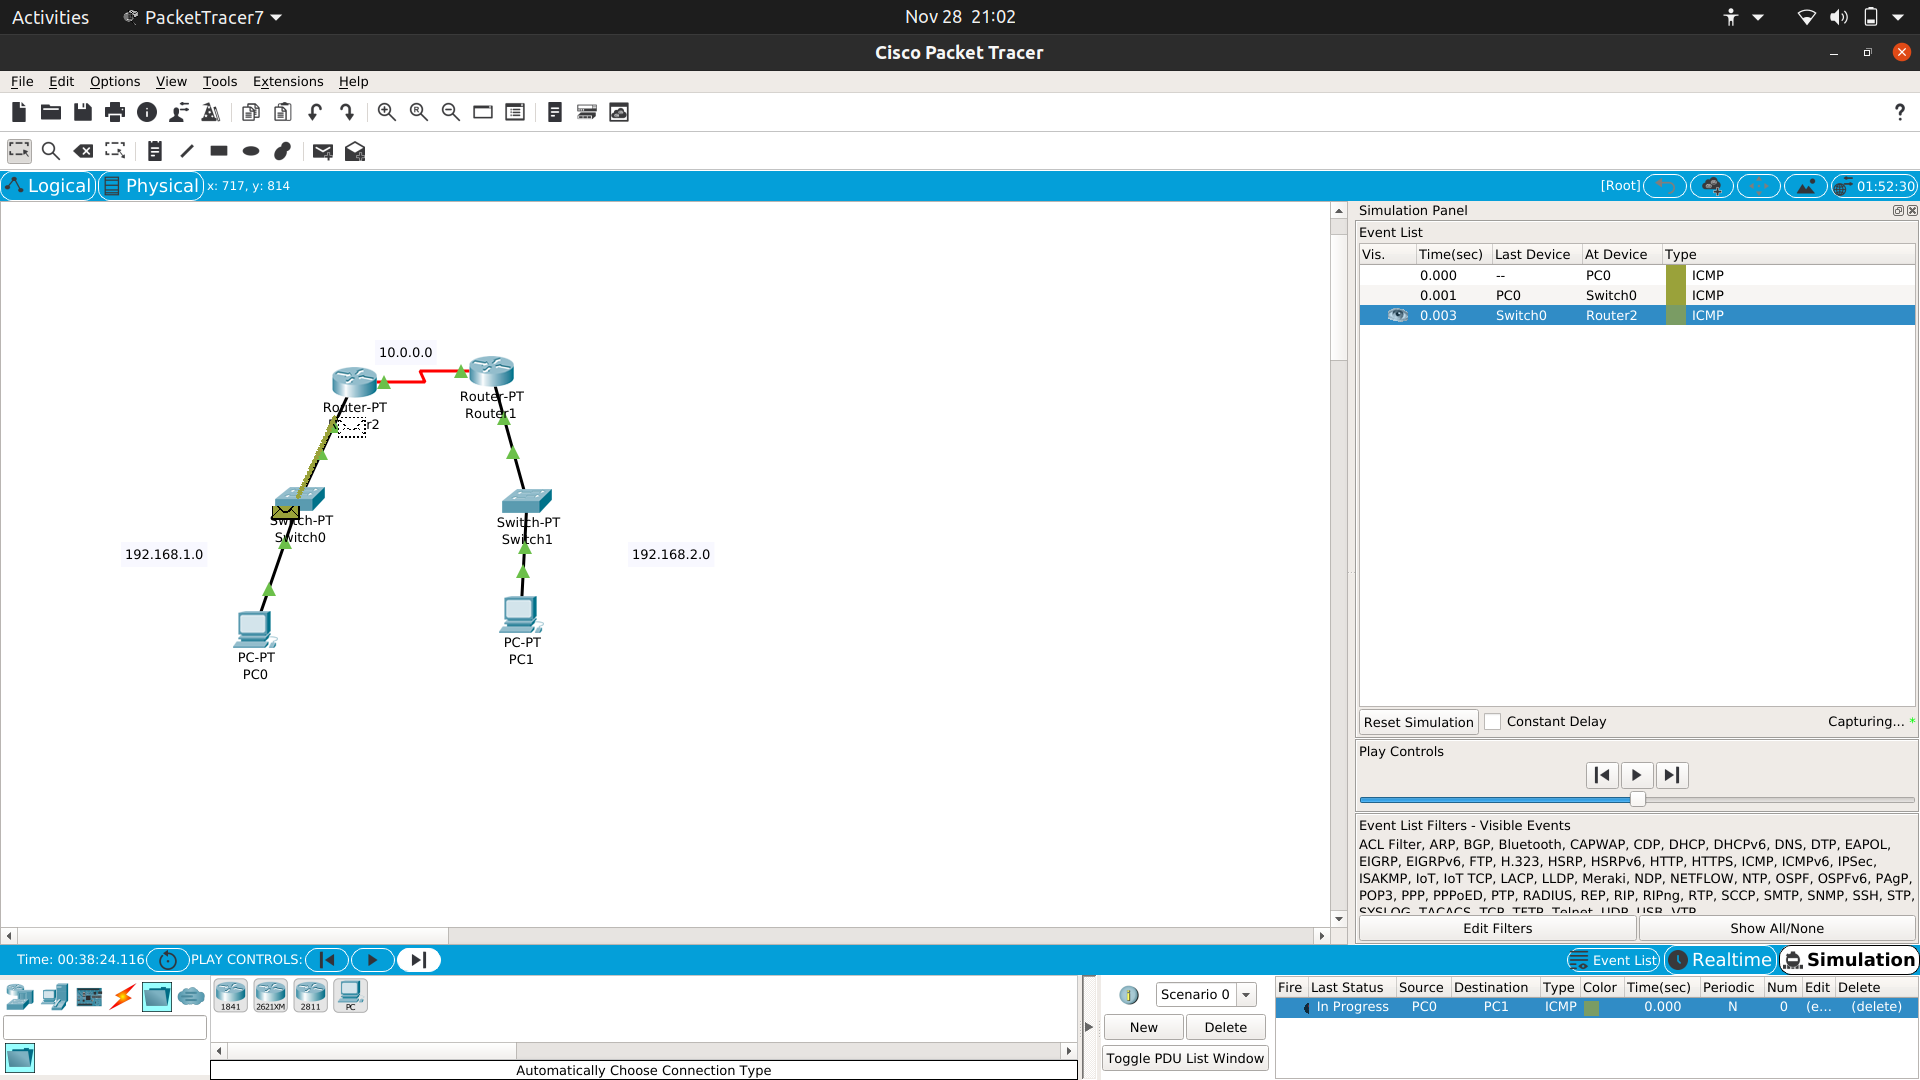 Activities PacketTracer7 Nov 28 21:02
Cisco Packet Tracer
File Edit Options View Tools Extensions Help
?
Logical Physical x: 717, y: 814 [Root] 01:52:30
Simulation Panel
Event List
Vis. Time(sec) Last Device At Device Type
0.000 -- PC0 ICMP
0.001 PC0 Switch0 ICMP
0.003 Switch0 Router2 ICMP
10.0.0.0
Router-PT
r2
Router-PT
Router1
Switch-PT
Switch0
Switch-PT
Switch1
192.168.1.0
192.168.2.0
PC-PT
PC0
PC-PT
PC1
Reset Simulation Constant Delay Capturing... *
Play Controls
Event List Filters - Visible Events
ACL Filter, ARP, BGP, Bluetooth, CAPWAP, CDP, DHCP, DHCPv6, DNS, DTP, EAPOL,
EIGRP, EIGRPv6, FTP, H.323, HSRP, HSRPv6, HTTP, HTTPS, ICMP, ICMPv6, IPSec,
ISAKMP, IoT, IoT TCP, LACP, LLDP, Meraki, NDP, NETFLOW, NTP, OSPF, OSPFv6, PAgP,
POP3, PPP, PPPoED, PTP, RADIUS, REP, RIP, RIPng, RTP, SCCP, SMTP, SNMP, SSH, STP,
SYSLOG, TACACS, TCP, TFTP, Telnet, UDP, USB, VTP
Edit Filters Show All/None
Time: 00:38:24.116 PLAY CONTROLS: Event List Realtime Simulation
1841 2621XM 2811 PC
Automatically Choose Connection Type
Scenario 0
New Delete
Toggle PDU List Window
Fire Last Status Source Destination Type Color Time(sec) Periodic Num Edit Delete
In Progress PC0 PC1 ICMP 0.000 N 0 (e... (delete)